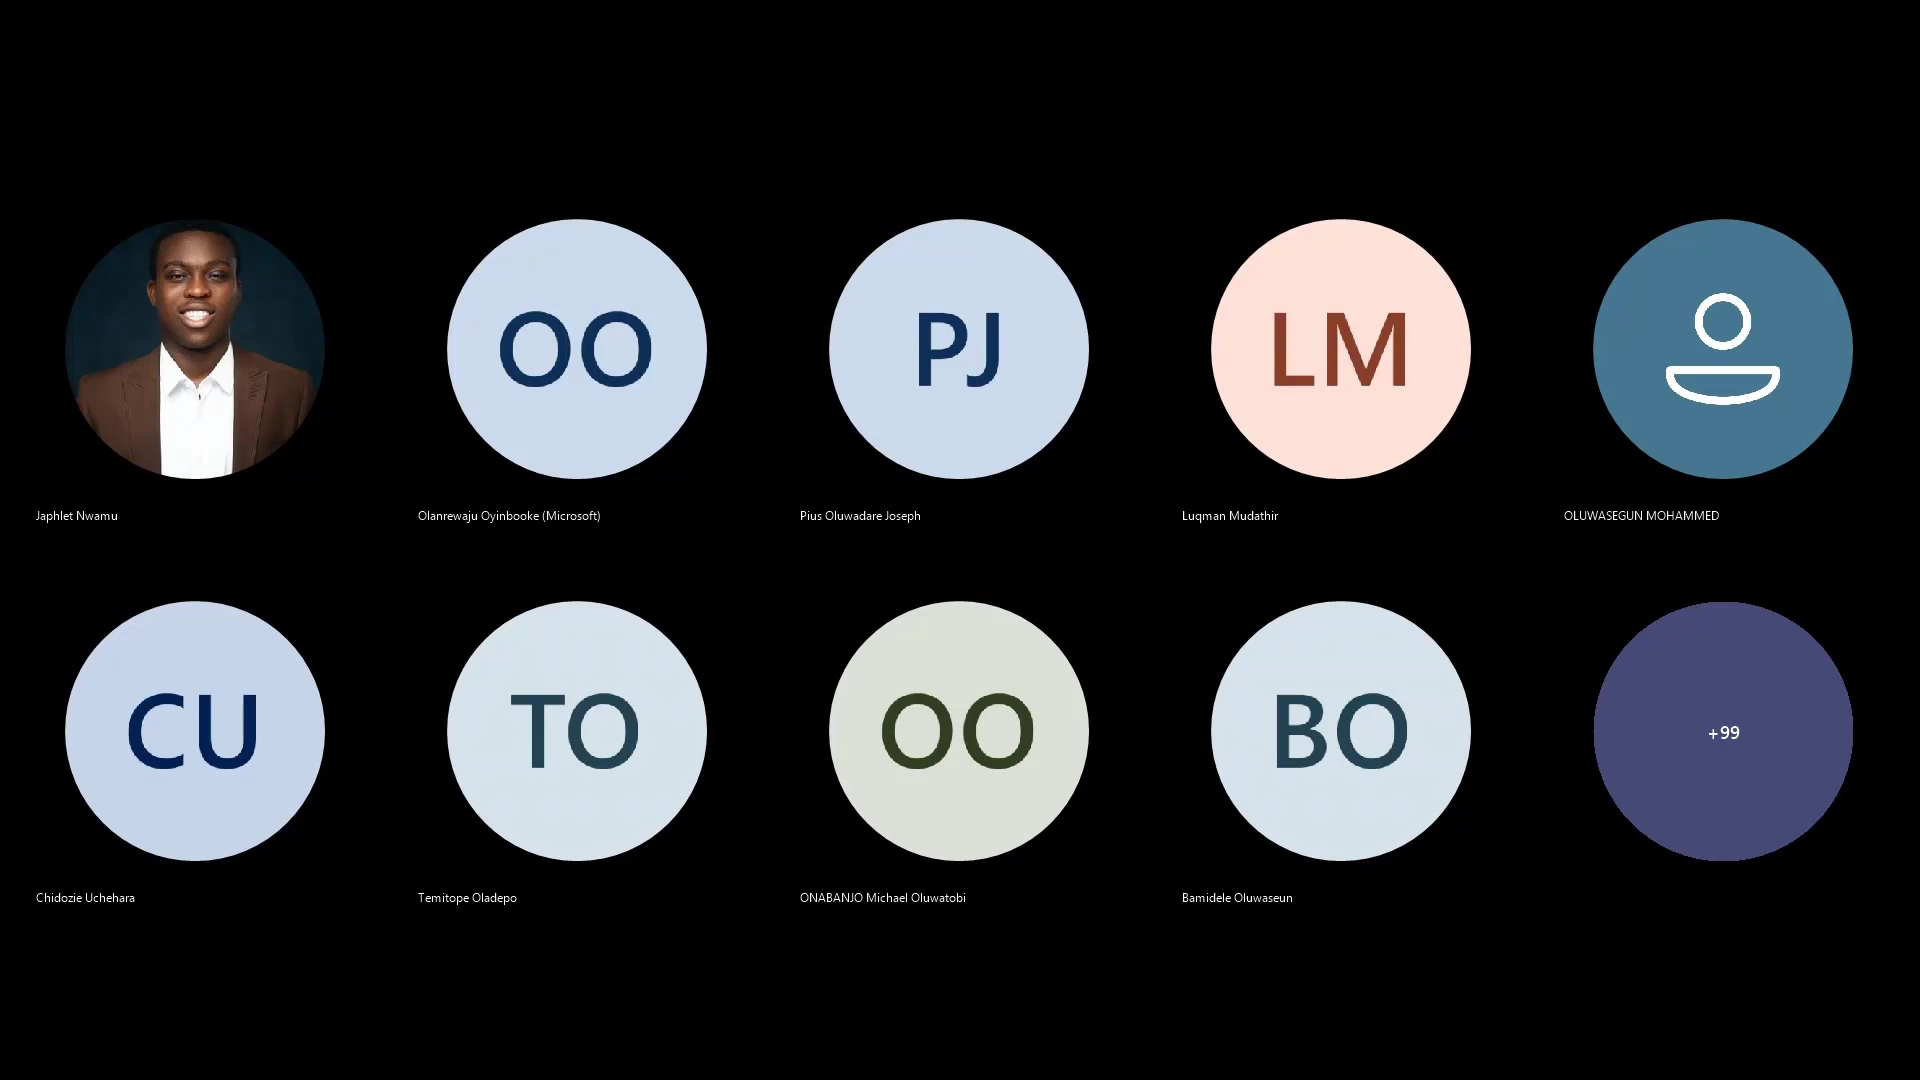 OO
PJ
LM
Japhlet Nwamu
Olanrewaju Oyinbooke (Microsoft)
Pius Oluwadare Joseph
Luqman Mudathir
OLUWASEGUN MOHAMMED
CU
TO
OO
BO
+99
Chidozie Uchehara
Temitope Oladepo
ONABANJO Michael Oluwatobi
Bamidele Oluwaseun